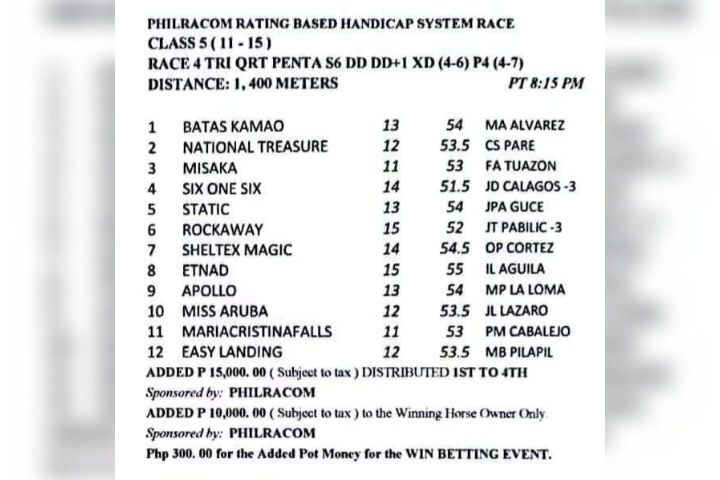 PHILRACOM RATING BASED HANDICAP SYSTEM RACE
CLASS 5 ( 11 - 15 )
RACE 4 TRI QRT PENTA S6 DD DD+1 XD (4-6) P4 (4-7)
DISTANCE: 1, 400 METERS PT 8:15 PM
1 BATAS KAMAO 13 54 MA ALVAREZ
2 NATIONAL TREASURE 12 53.5 CS PARE
3 MISAKA 11 53 FA TUAZON
4 SIX ONE SIX 14 51.5 JD CALAGOS -3
5 STATIC 13 54 JPA GUCE
6 ROCKAWAY 15 52 JT PABILIC -3
7 SHELTEX MAGIC 14 54.5 OP CORTEZ
8 ETNAD 15 55 IL AGUILA
9 APOLLO 13 54 MP LA LOMA
10 MISS ARUBA 12 53.5 JL LAZARO
11 MARIACRISTINAFALLS 11 53 PM CABALEJO
12 EASY LANDING 12 53.5 MB PILAPIL
ADDED P 15,000. 00 ( Subject to tax ) DISTRIBUTED 1ST TO 4TH
Sponsored by: PHILRACOM
ADDED P 10,000. 00 ( Subject to tax ) to the Winning Horse Owner Only.
Sponsored by: PHILRACOM
Php 300. 00 for the Added Pot Money for the WIN BETTING EVENT.